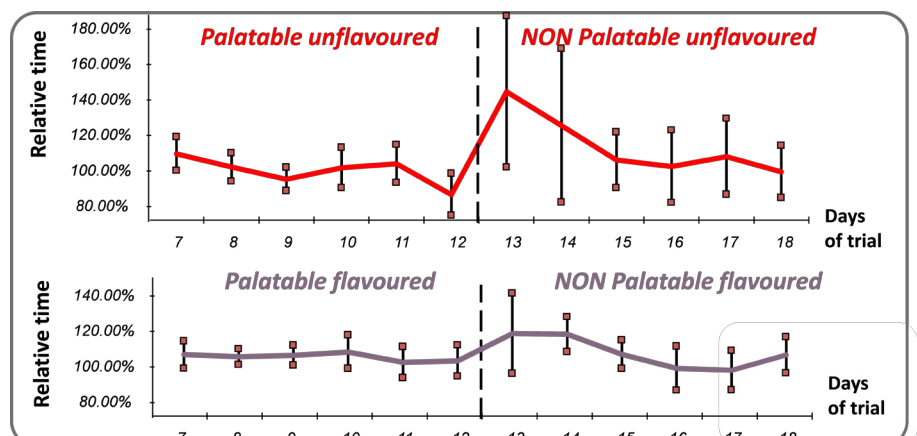 Palatable unflavoured
NON Palatable unflavoured
Relative time
180.00%
160.00%
140.00%
120.00%
100.00%
80.00%
7 8 9 10 11 12 13 14 15 16 17 18
Days
of trial
Palatable flavoured
NON Palatable flavoured
Relative time
140.00%
120.00%
100.00%
80.00%
Days
of trial